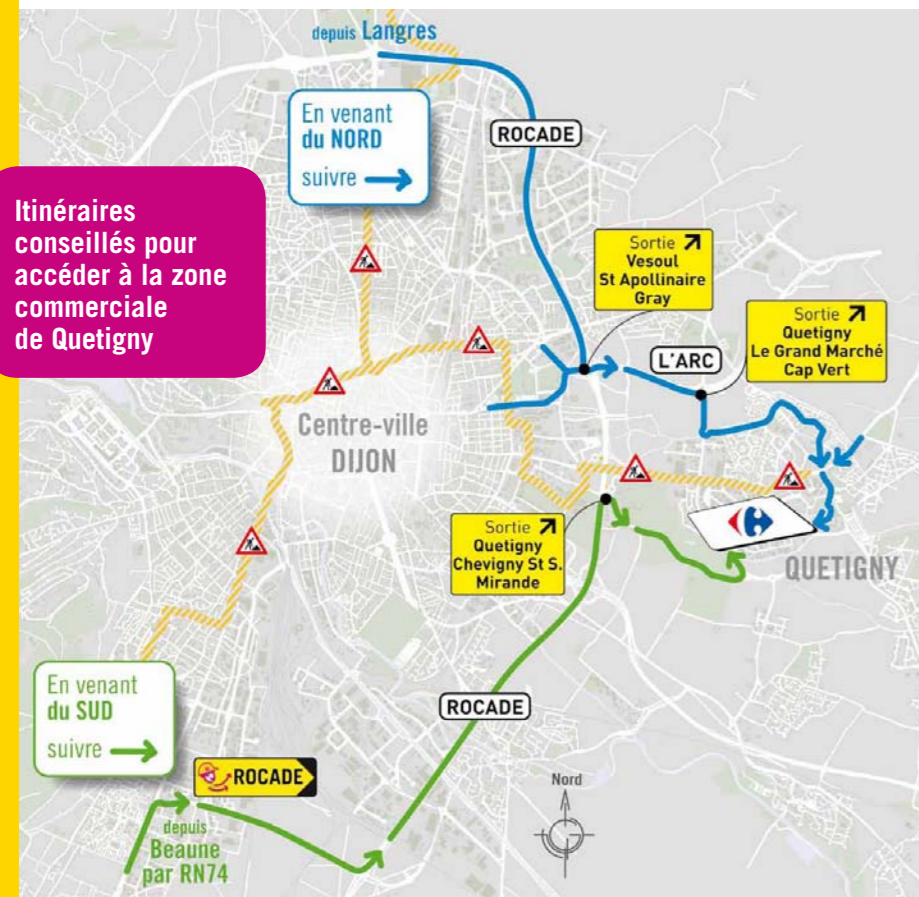 depuis Langres
En venant
du NORD
suivre
ROCADE
Itinéraires
conseillés pour
accéder à la zone
commerciale
de Quetigny
Sortie
Vesoul
St Apollinaire
Gray
Sortie
Quetigny
Le Grand Marché
Cap Vert
L'ARC
Centre-ville
DIJON
Sortie
Quetigny
Chevigny St S.
Mirande
QUETIGNY
En venant
du SUD
suivre
ROCADE
ROCADE
Nord
depuis
Beaune
par RN74